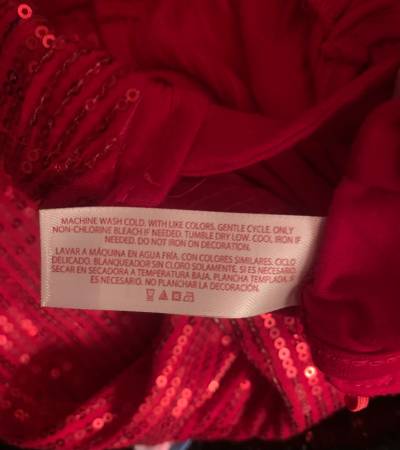 MACHINE WASH COLD. WITH LIKE COLORS. GENTLE CYCLE. ONLY
NON-CHLORINE BLEACH IF NEEDED. TUMBLE DRY LOW. COOL IRON IF
NEEDED. DO NOT IRON ON DECORATION.
LAVAR A MÁQUINA EN AGUA FRÍA. CON COLORES SIMILARES. CICLO
DELICADO. BLANQUEADOR SIN CLORO SOLAMENTE, SI ES NECESARIO.
SECAR EN SECADORA A TEMPERATURA BAJA. PLANCHA TEMPLADA, SI
ES NECESARIO. NO PLANCHAR LA DECORACIÓN.